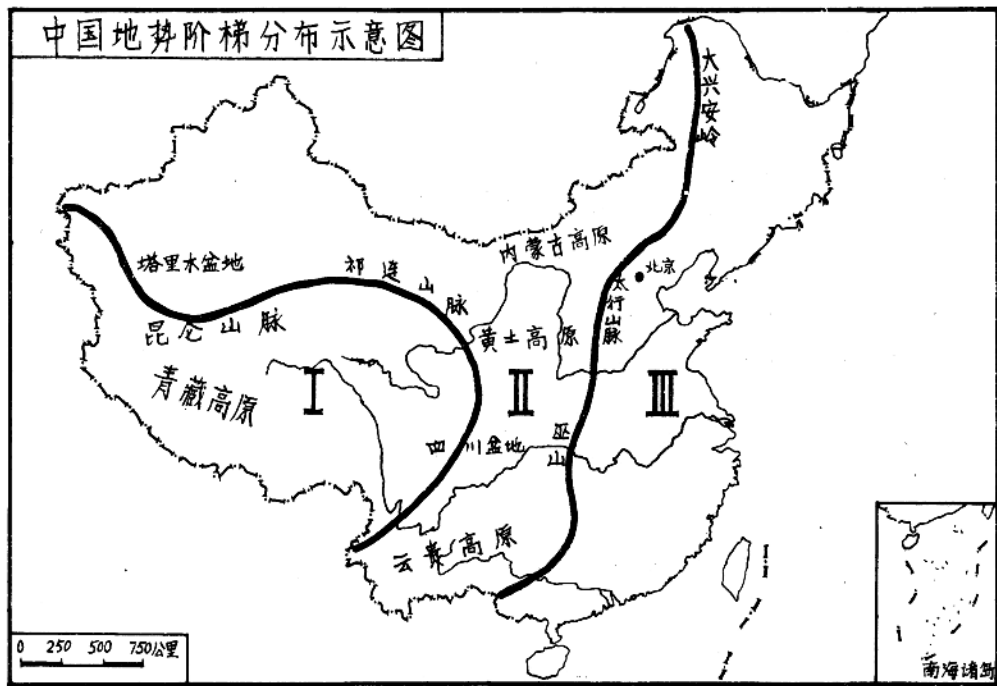 中国地势阶梯分布示意图
大兴安岭
内蒙古高原
北京
塔里木盆地
祁连山脉
太行山脉
昆仑山脉
黄土高原
青藏高原
I
II
III
四川盆地
巫山
云贵高原
0 250 500 750公里
南海诸岛